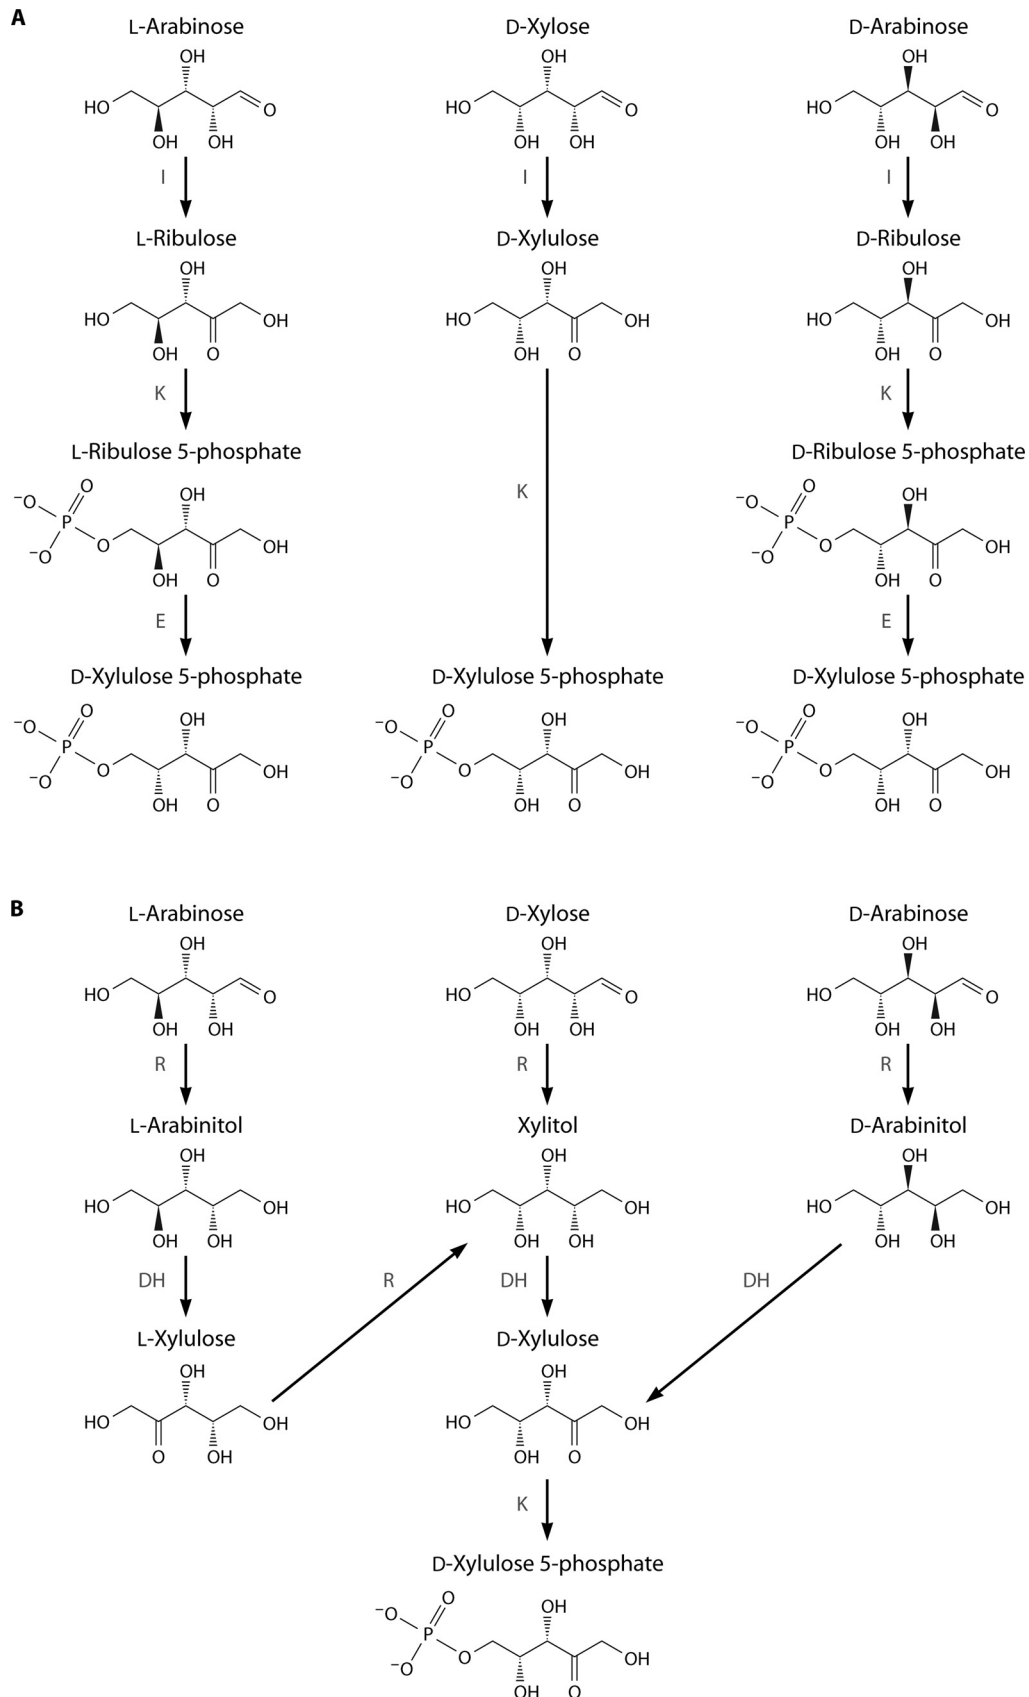 A
L-Arabinose D-Xylose D-Arabinose
OH OH OH
HO O HO O HO O
OH OH OH OH OH OH
I I I
L-Ribulose D-Xylulose D-Ribulose
OH OH OH
HO OH HO OH HO OH
OH O OH O OH O
K K
L-Ribulose 5-phosphate D-Ribulose 5-phosphate
⁻O O OH K ⁻O O OH
P P
⁻O O OH ⁻O O OH
OH O OH O
E E
D-Xylulose 5-phosphate D-Xylulose 5-phosphate D-Xylulose 5-phosphate
⁻O O OH ⁻O O OH ⁻O O OH
P P P
⁻O O OH ⁻O O OH ⁻O O OH
OH O OH O OH O
B
L-Arabinose D-Xylose D-Arabinose
OH OH OH
HO O HO O HO O
OH OH OH OH OH OH
R R R
L-Arabinitol Xylitol D-Arabinitol
OH OH OH
HO OH HO OH HO OH
OH OH OH OH OH OH
DH R DH DH
L-Xylulose D-Xylulose
OH OH
HO OH HO OH
O OH OH O
K
D-Xylulose 5-phosphate
⁻O O OH
P
⁻O O OH
OH O